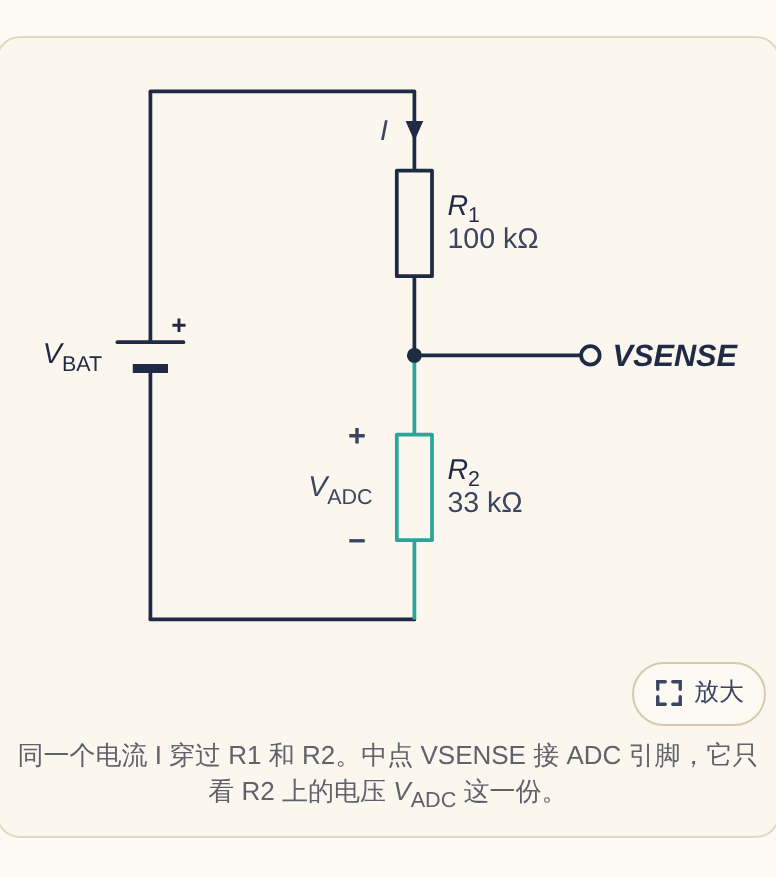 I
R1
100 kΩ
+
VBAT
VSENSE
+
VADC
R2
33 kΩ
−
放大
同一个电流 I 穿过 R1 和 R2。中点 VSENSE 接 ADC 引脚，它只
看 R2 上的电压 VADC 这一份。